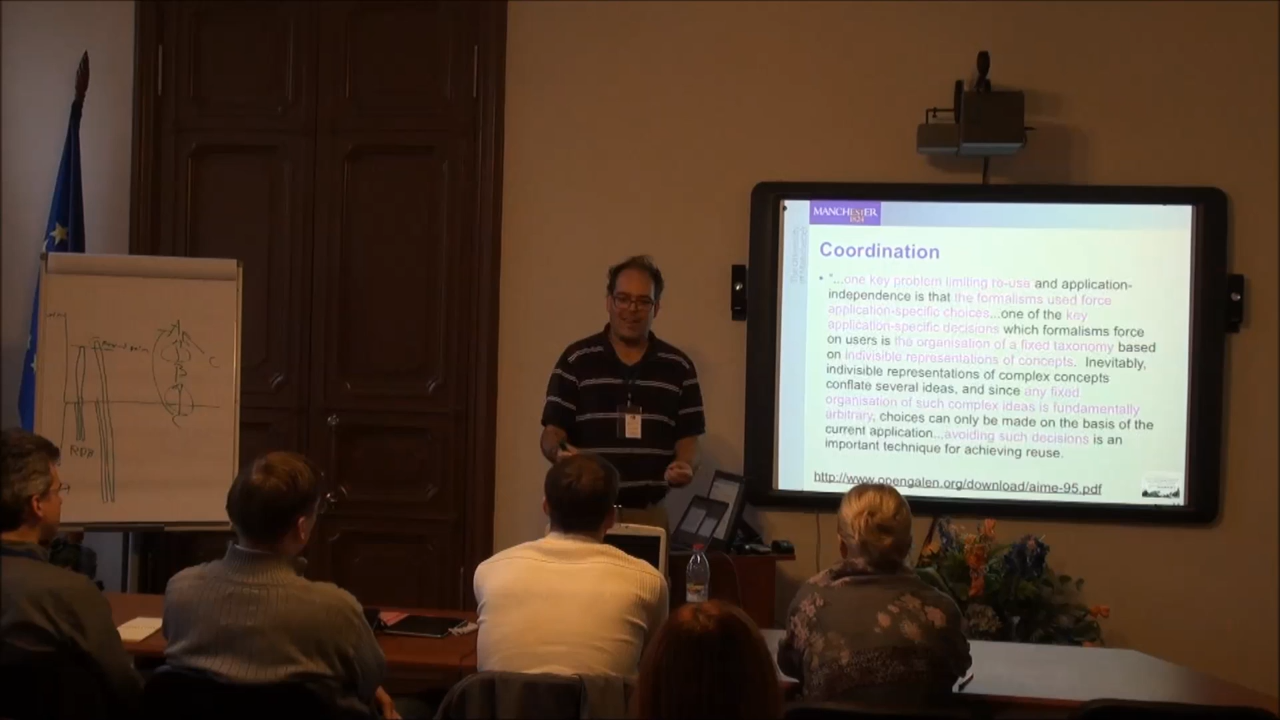 MANCHESTER
1824
Coordination
• "...one key problem limiting re-use and application-
independence is that the formalisms used force
application-specific choices...one of the key
application-specific decisions which formalisms force
on users is the organisation of a fixed taxonomy based
on indivisible representations of concepts. Inevitably,
indivisible representations of complex concepts
conflate several ideas, and since any fixed
organisation of such complex ideas is fundamentally
arbitrary, choices can only be made on the basis of the
current application...avoiding such decisions is an
important technique for achieving reuse.
http://www.opengalen.org/download/aime-95.pdf
C